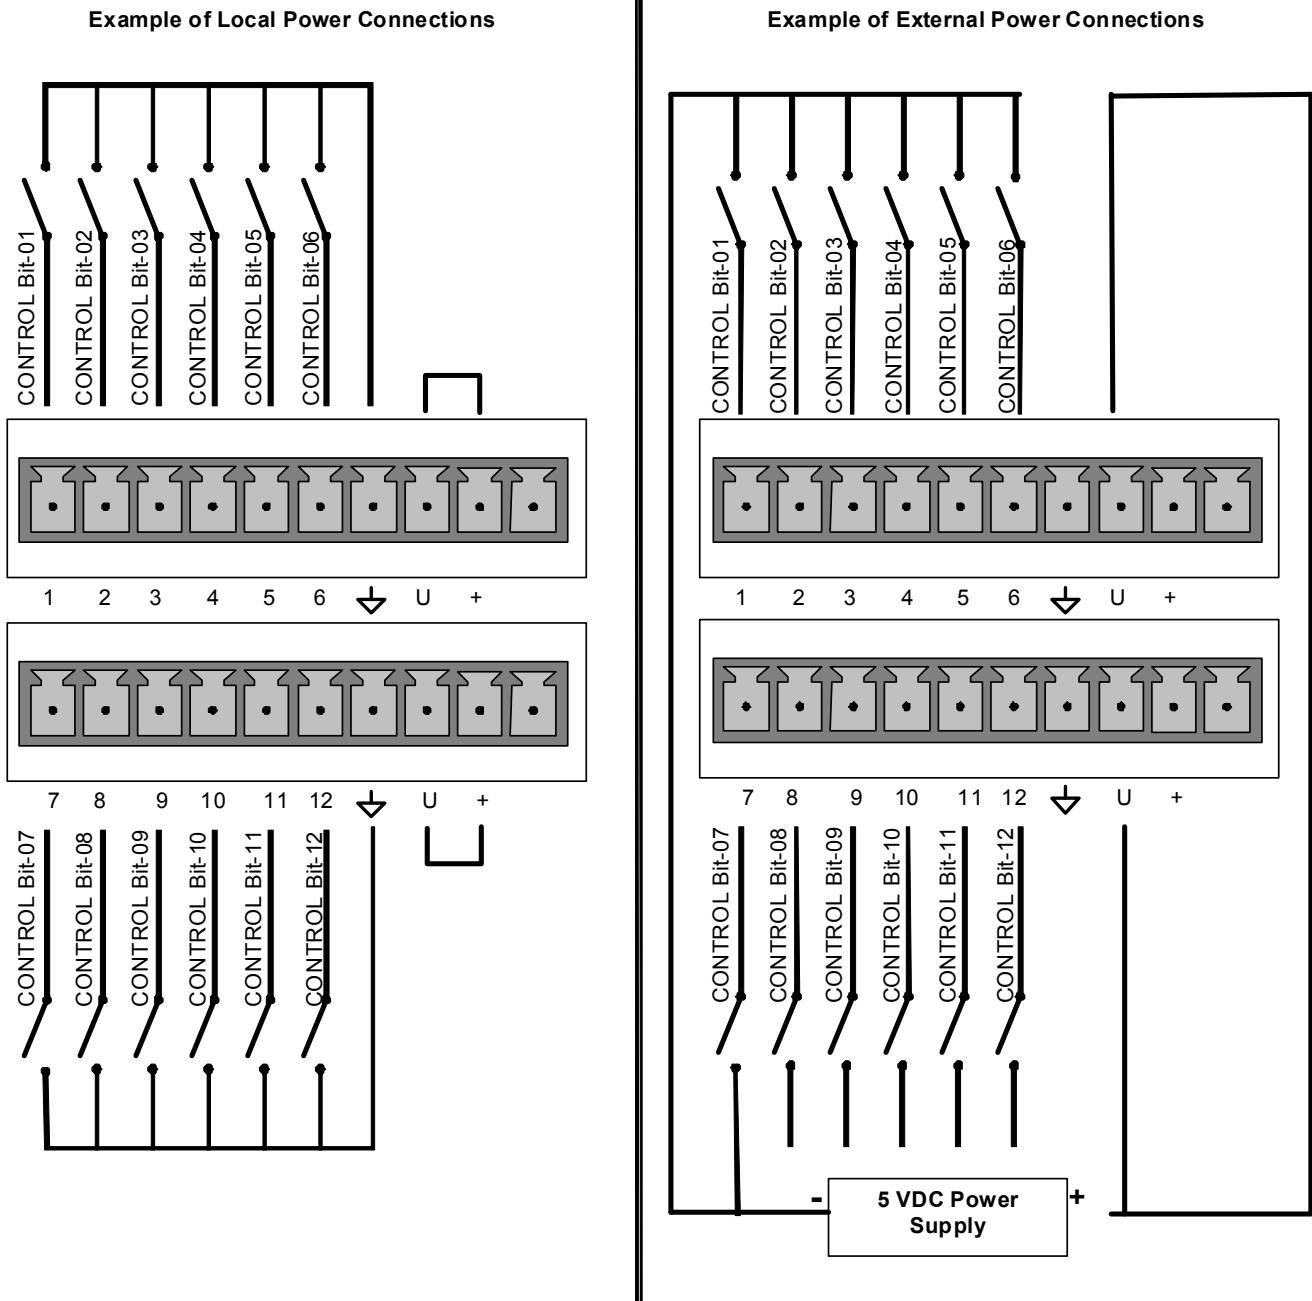 Example of Local Power Connections
CONTROL Bit-01
CONTROL Bit-02
CONTROL Bit-03
CONTROL Bit-04
CONTROL Bit-05
CONTROL Bit-06
1 2 3 4 5 6 U +
7 8 9 10 11 12 U +
CONTROL Bit-07
CONTROL Bit-08
CONTROL Bit-09
CONTROL Bit-10
CONTROL Bit-11
CONTROL Bit-12
Example of External Power Connections
CONTROL Bit-01
CONTROL Bit-02
CONTROL Bit-03
CONTROL Bit-04
CONTROL Bit-05
CONTROL Bit-06
1 2 3 4 5 6 U +
7 8 9 10 11 12 U +
CONTROL Bit-07
CONTROL Bit-08
CONTROL Bit-09
CONTROL Bit-10
CONTROL Bit-11
CONTROL Bit-12
- 5 VDC Power +
Supply